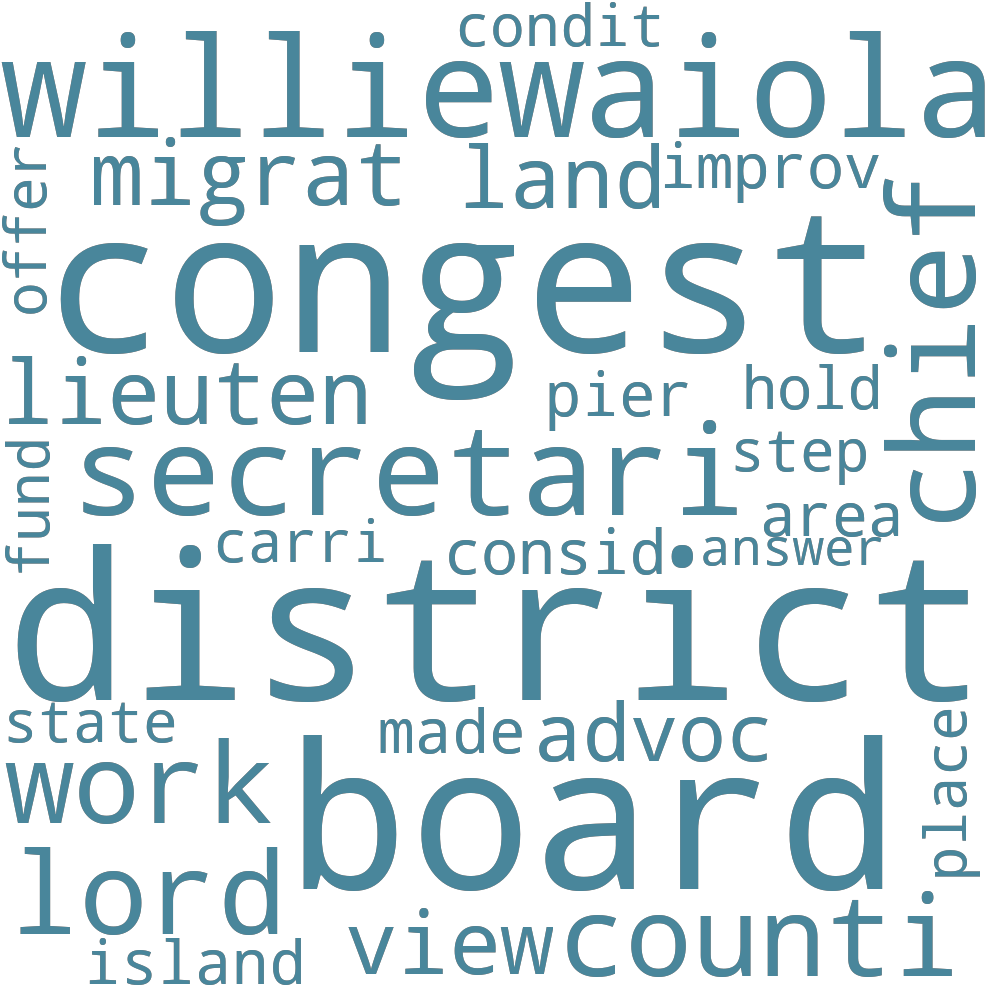 condit
williewaiola
offer
migrat
land
improv
chief
congest
lieuten
pier
hold
fund
secretari
step
area
carri
consid
answer
district
state
made
advoc
place
work
board
lord
view
counti
island